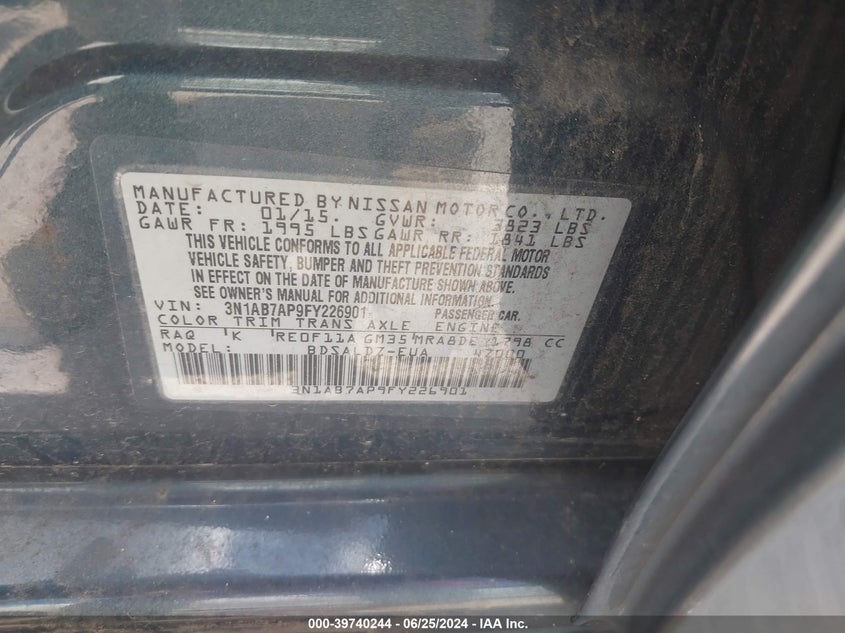 MANUFACTURED BY NISSAN MOTOR CO., LTD.
DATE: 01/15. GVWR: 3823 LBS
GAWR FR: 1995 LBS GAWR RR: 1841 LBS
THIS VEHICLE CONFORMS TO ALL APPLICABLE FEDERAL MOTOR
VEHICLE SAFETY, BUMPER AND THEFT PREVENTION STANDARDS
IN EFFECT ON THE DATE OF MANUFACTURE SHOWN ABOVE.
SEE OWNER'S MANUAL FOR ADDITIONAL INFORMATION.
VIN: 3N1AB7AP9FY226901 PASSENGER CAR.
COLOR TRIM TRANS AXLE ENGINE
RAQ K RE0F11A GM35 MRA8DE 1798 CC
MODEL: BDSALD7-EUA
3N1AB7AP9FY226901
000-39740244 - 06/25/2024 - IAAI, Inc.